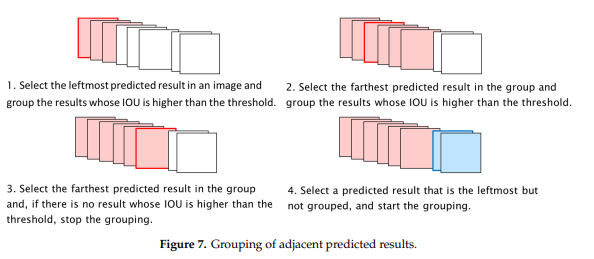 1. Select the leftmost predicted result in an image and
group the results whose IOU is higher than the threshold.
2. Select the farthest predicted result in the group and
group the results whose IOU is higher than the threshold.
3. Select the farthest predicted result in the group
and, if there is no result whose IOU is higher than the
threshold, stop the grouping.
4. Select a predicted result that is the leftmost but
not grouped, and start the grouping.
Figure 7. Grouping of adjacent predicted results.